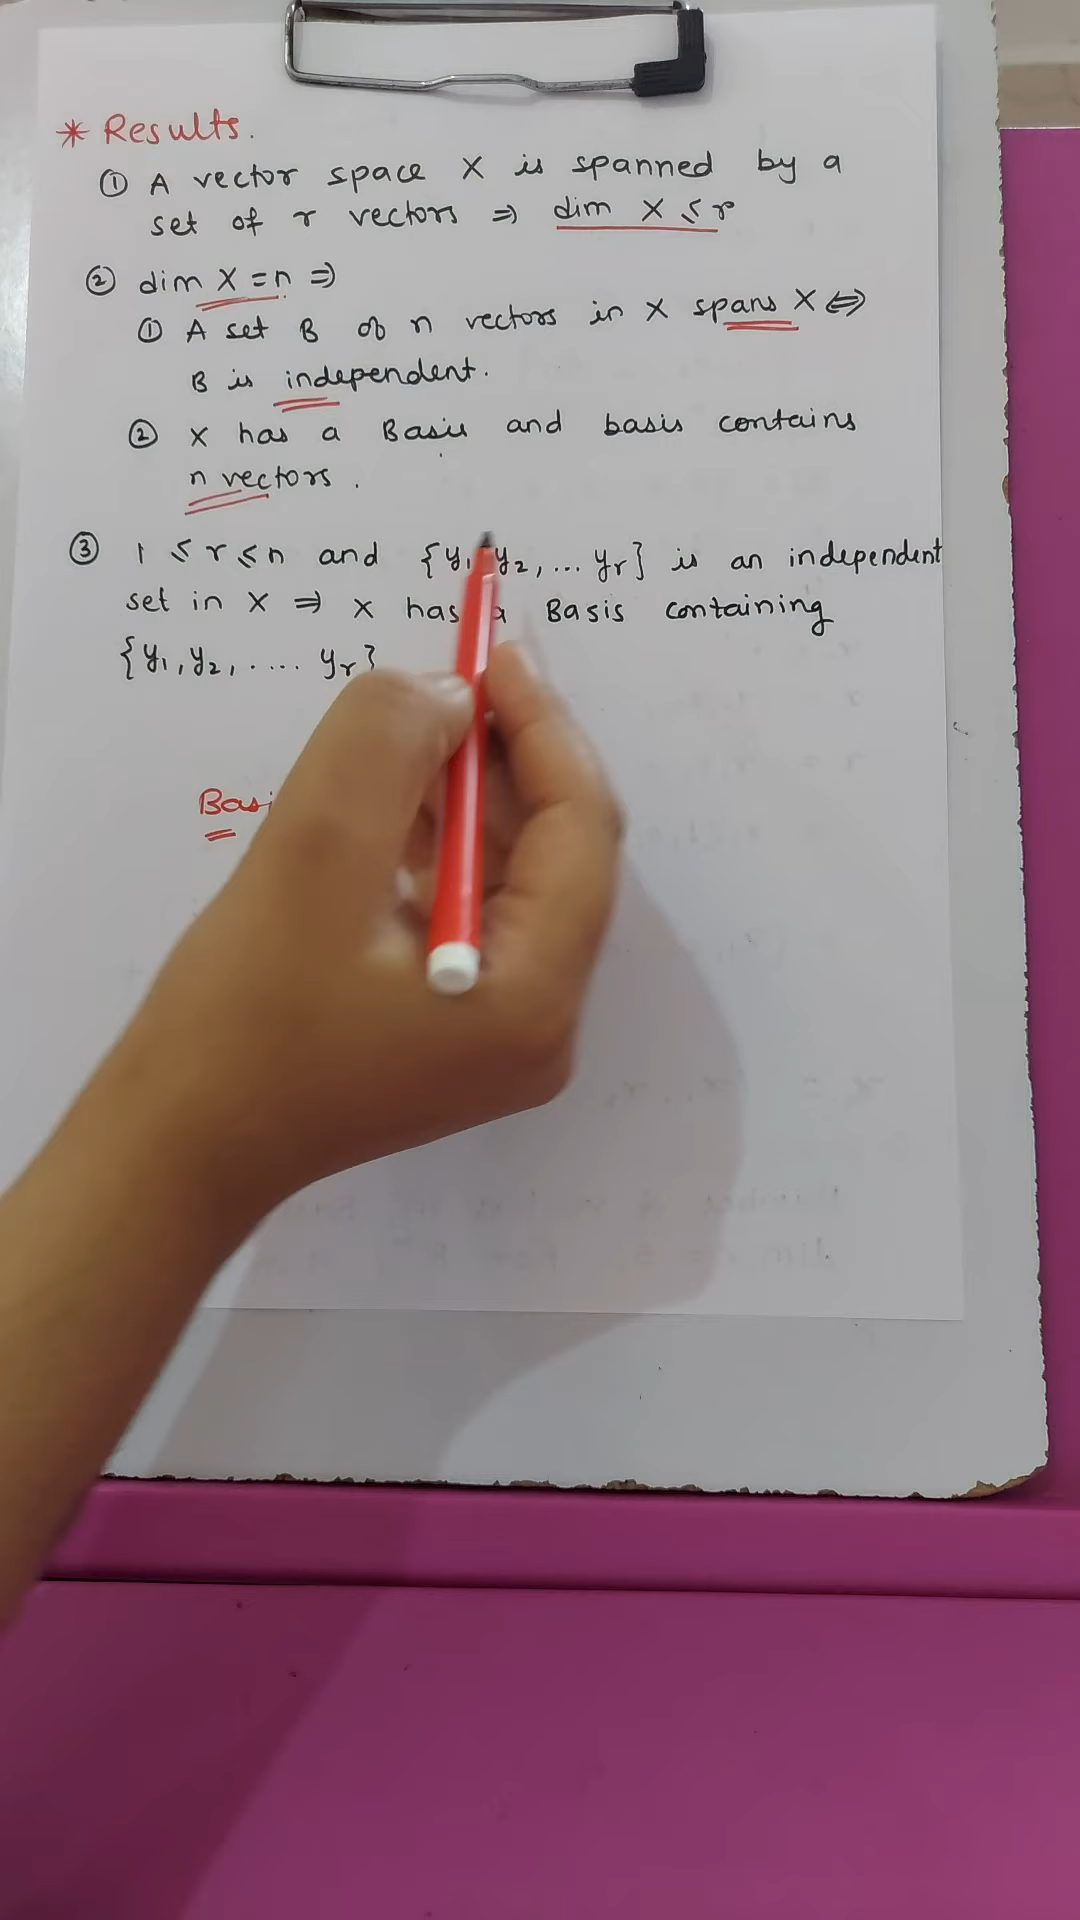 * Results.
① A vector space X is spanned by a
set of r vectors ⇒ dim X ≤ r
② dim X = n ⇒
① A set B of n vectors in X spans X ⇔
B is independent.
② X has a Basis and basis contains
n vectors.
③ 1 ≤ r ≤ n and {y1, y2, ... yr} is an independent
set in X ⇒ X has a Basis containing
{y1, y2, .... yr}